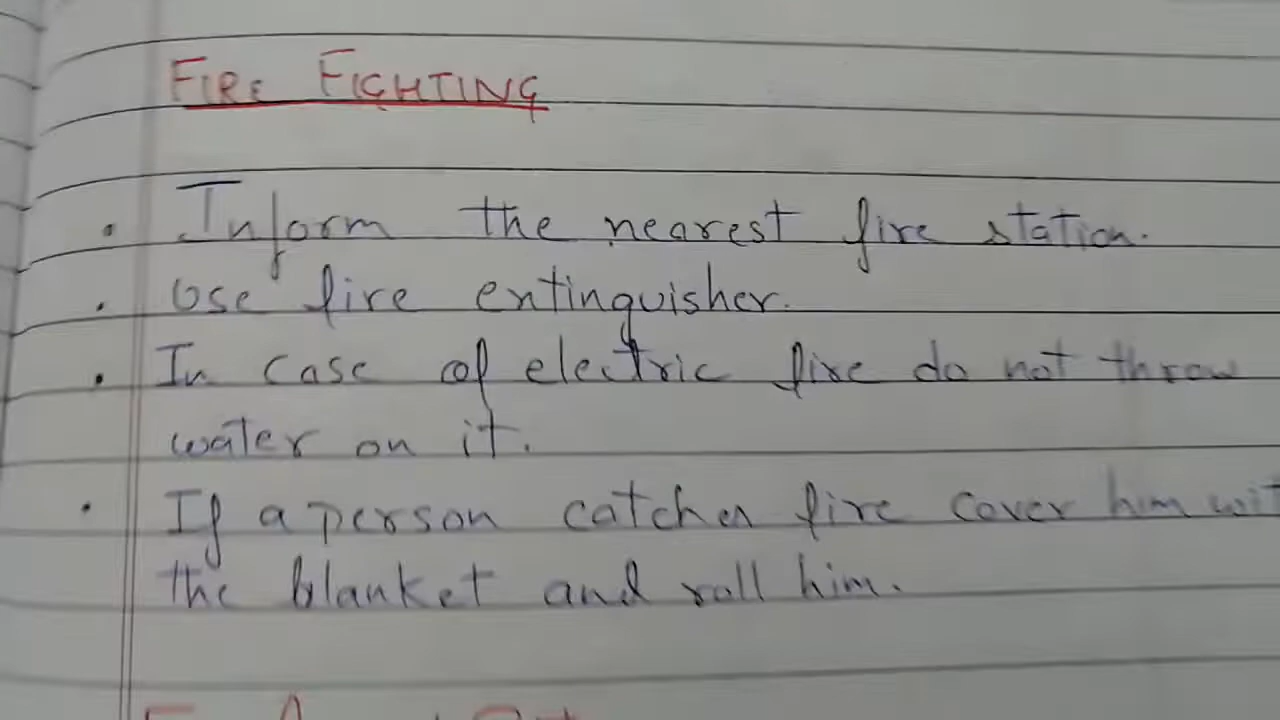 FIRE FIGHTING
. Inform the nearest fire station.
. Use fire extinguisher.
. In case of electric fire do not throw
water on it.
. If a person catches fire cover him wit
the blanket and roll him.